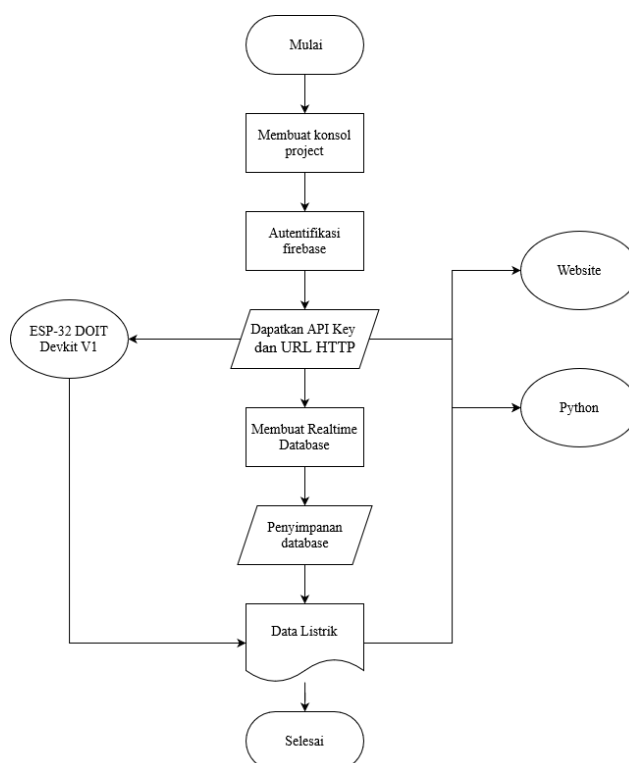 Mulai
Membuat konsol
project
Autentifikasi
firebase
Website
ESP-32 DOIT
Devkit V1
Dapatkan API Key
dan URL HTTP
Python
Membuat Realtime
Database
Penyimpanan
database
Data Listrik
Selesai